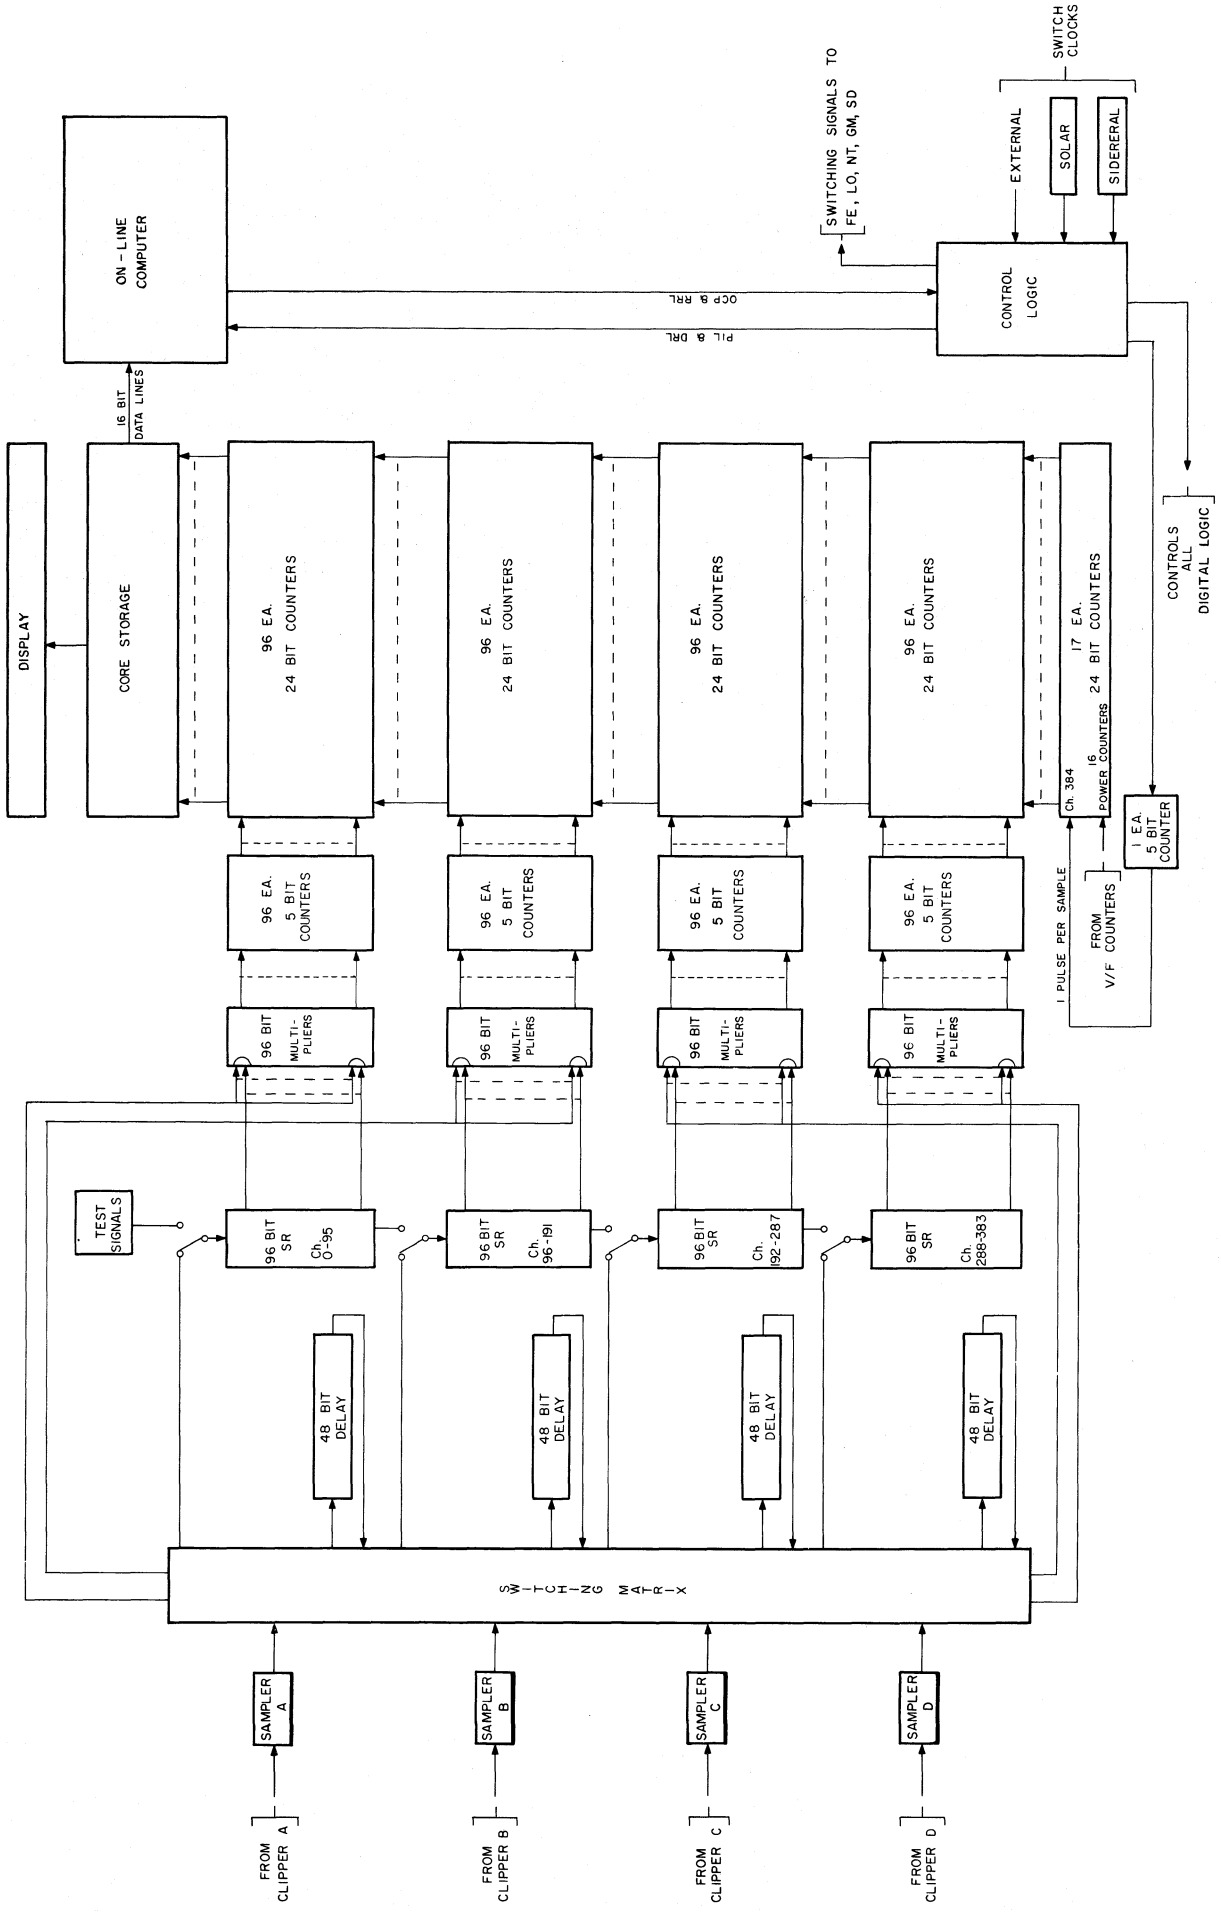 FROM
CLIPPER A
FROM
CLIPPER B
FROM
CLIPPER C
FROM
CLIPPER D
SAMPLER
A
SAMPLER
B
SAMPLER
C
SAMPLER
D
SWITCHING MATRIX
48 BIT
DELAY
48 BIT
DELAY
48 BIT
DELAY
48 BIT
DELAY
TEST
SIGNALS
96 BIT
SR
Ch.
0-95
96 BIT
SR
Ch.
96-191
96 BIT
SR
Ch.
192-287
96 BIT
SR
Ch.
288-383
96 BIT
MULTI-
PLIERS
96 BIT
MULTI-
PLIERS
96 BIT
MULTI-
PLIERS
96 BIT
MULTI-
PLIERS
96 EA.
5 BIT
COUNTERS
96 EA.
5 BIT
COUNTERS
96 EA.
5 BIT
COUNTERS
96 EA.
5 BIT
COUNTERS
1 PULSE PER SAMPLE
FROM
V/F COUNTERS
1 EA.
5 BIT
COUNTER
DISPLAY
CORE STORAGE
96 EA.
24 BIT COUNTERS
96 EA.
24 BIT COUNTERS
96 EA.
24 BIT COUNTERS
96 EA.
24 BIT COUNTERS
Ch. 384
17 EA.
16
POWER COUNTERS
24 BIT COUNTERS
CONTROLS
ALL
DIGITAL LOGIC
16 BIT
DATA LINES
ON-LINE
COMPUTER
OCP & RRL
PIL & DRL
CONTROL
LOGIC
SWITCHING SIGNALS TO
FE, LO, NT, GM, SD
EXTERNAL
SOLAR
SIDERERAL
SWITCH
CLOCKS